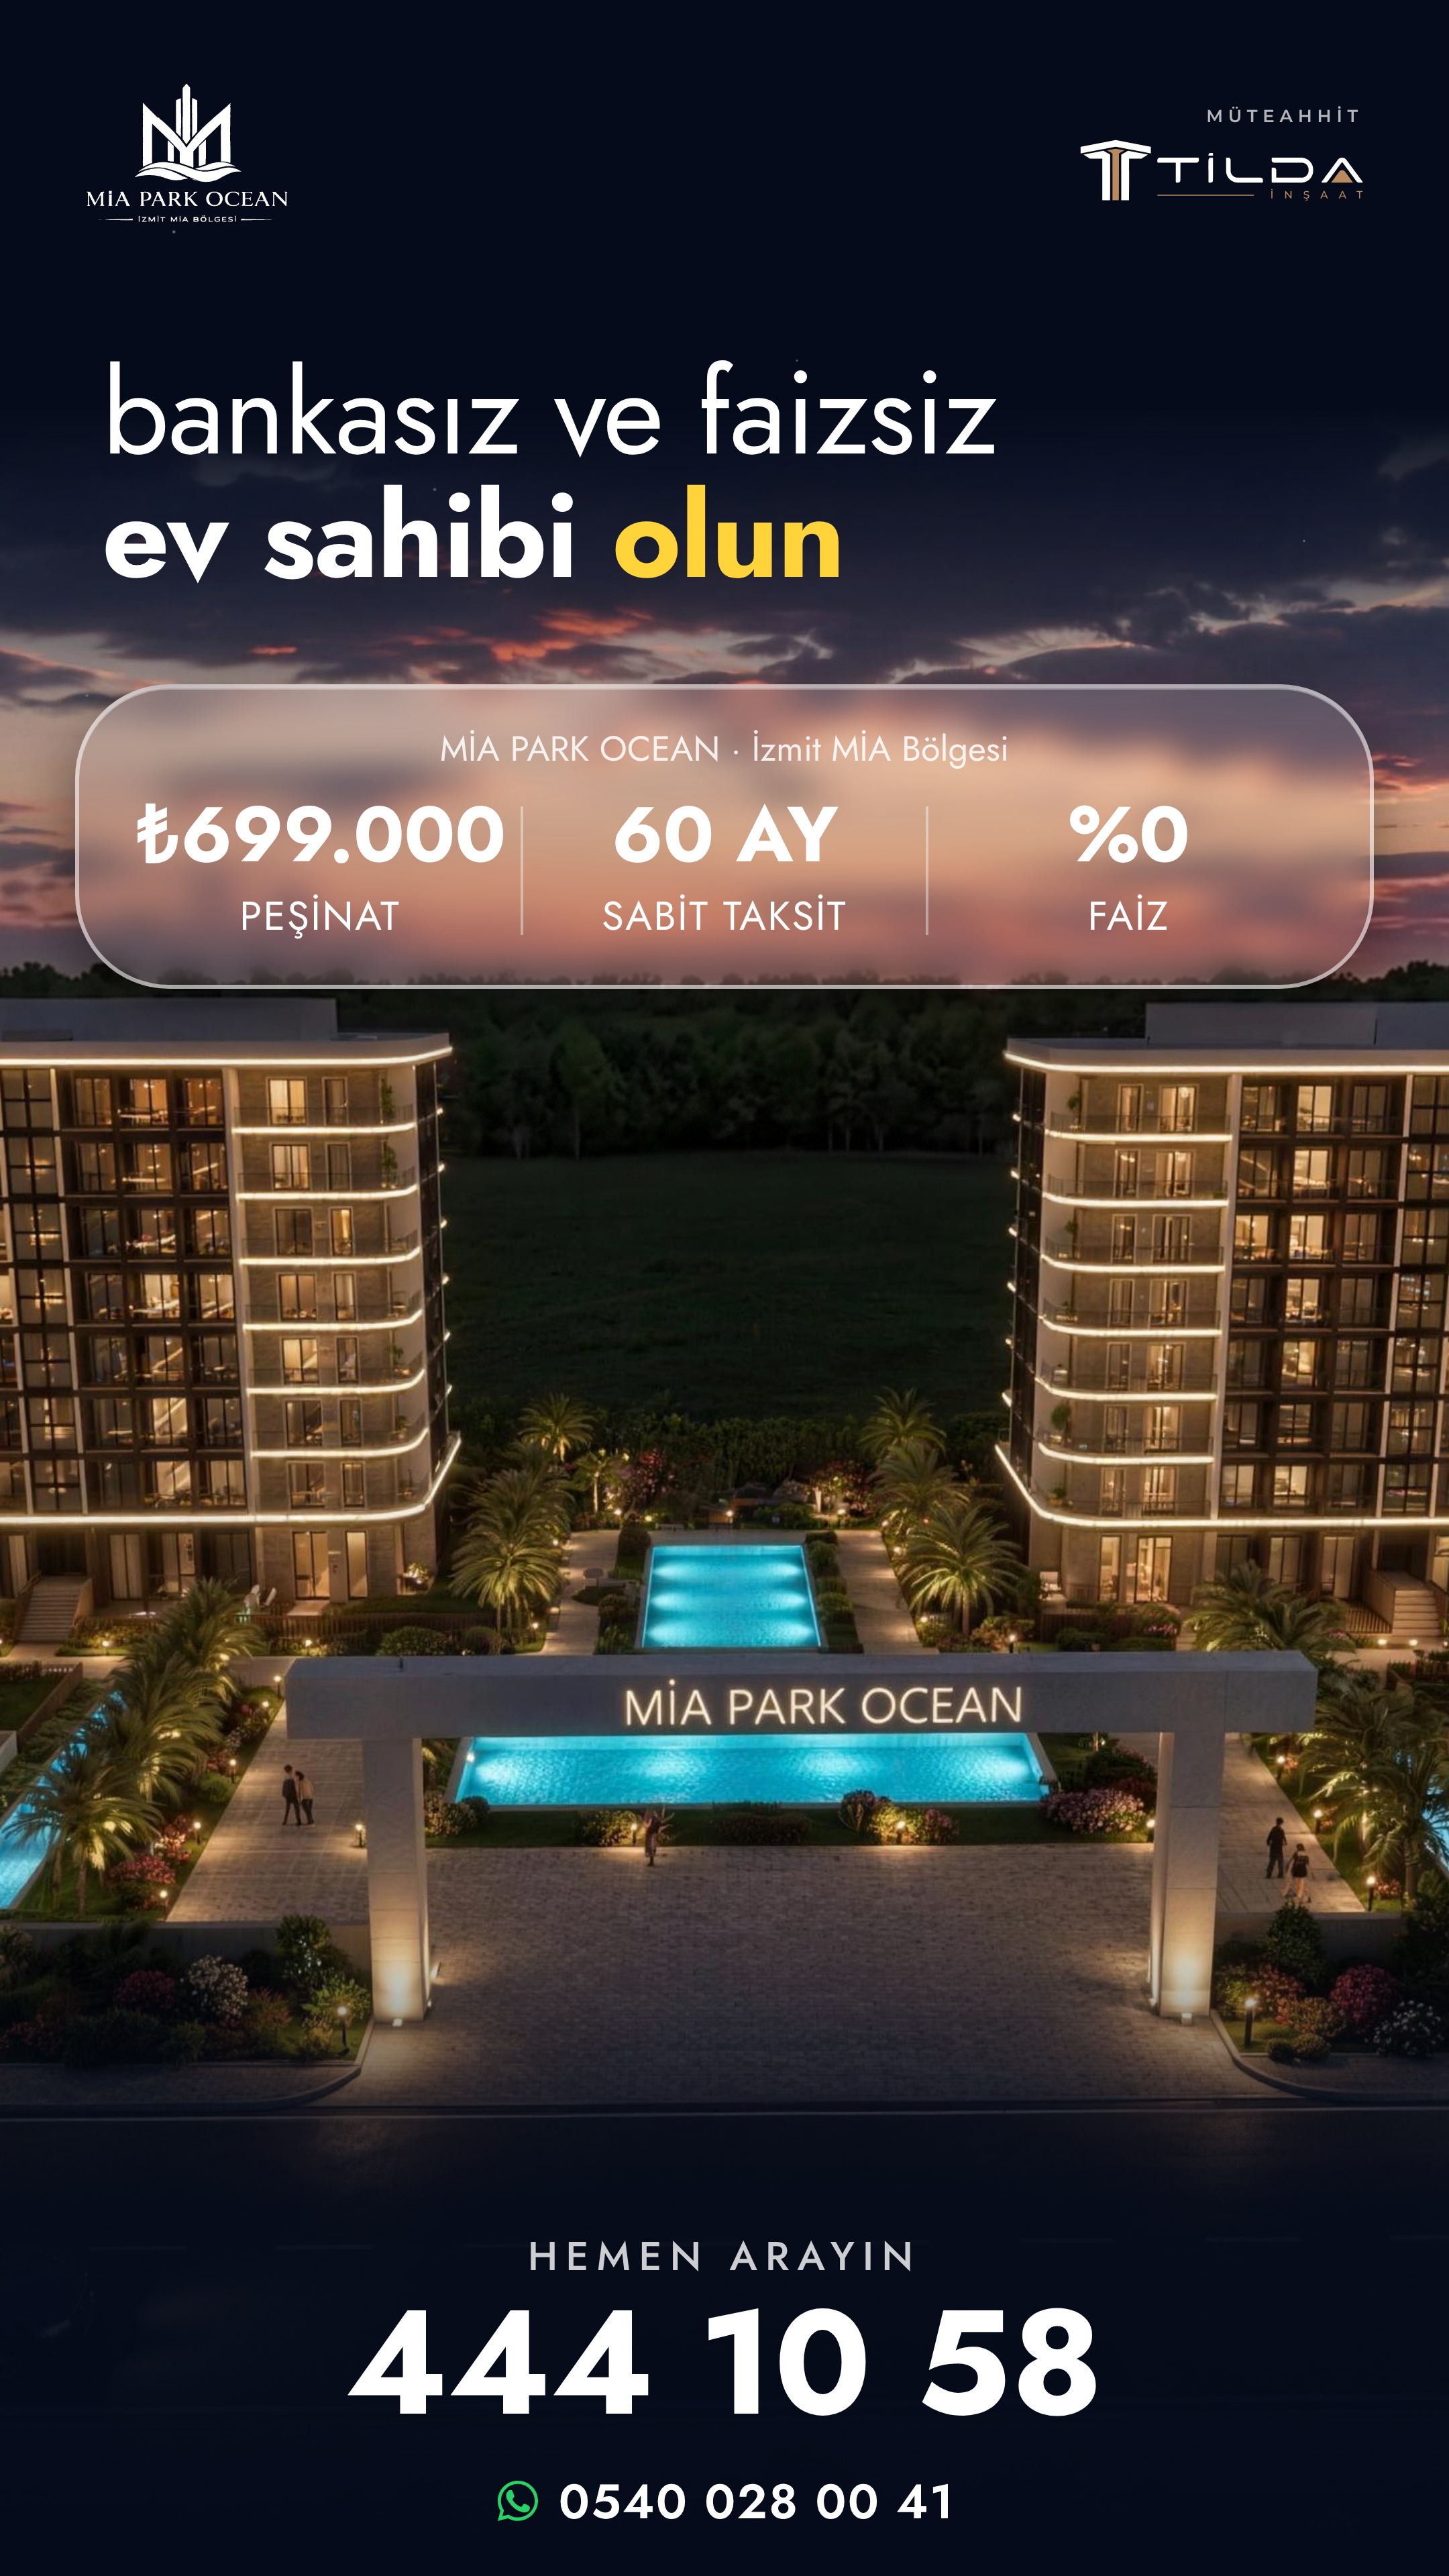 MİA PARK OCEAN
İZMİT MİA BÖLGESİ
MÜTEAHHİT
TİLDA
İNŞAAT
bankasız ve faizsiz
ev sahibi olun
MİA PARK OCEAN · İzmit MİA Bölgesi
₺699.000 60 AY %0
PEŞİNAT SABİT TAKSİT FAİZ
MİA PARK OCEAN
HEMEN ARAYIN
444 10 58
0540 028 00 41